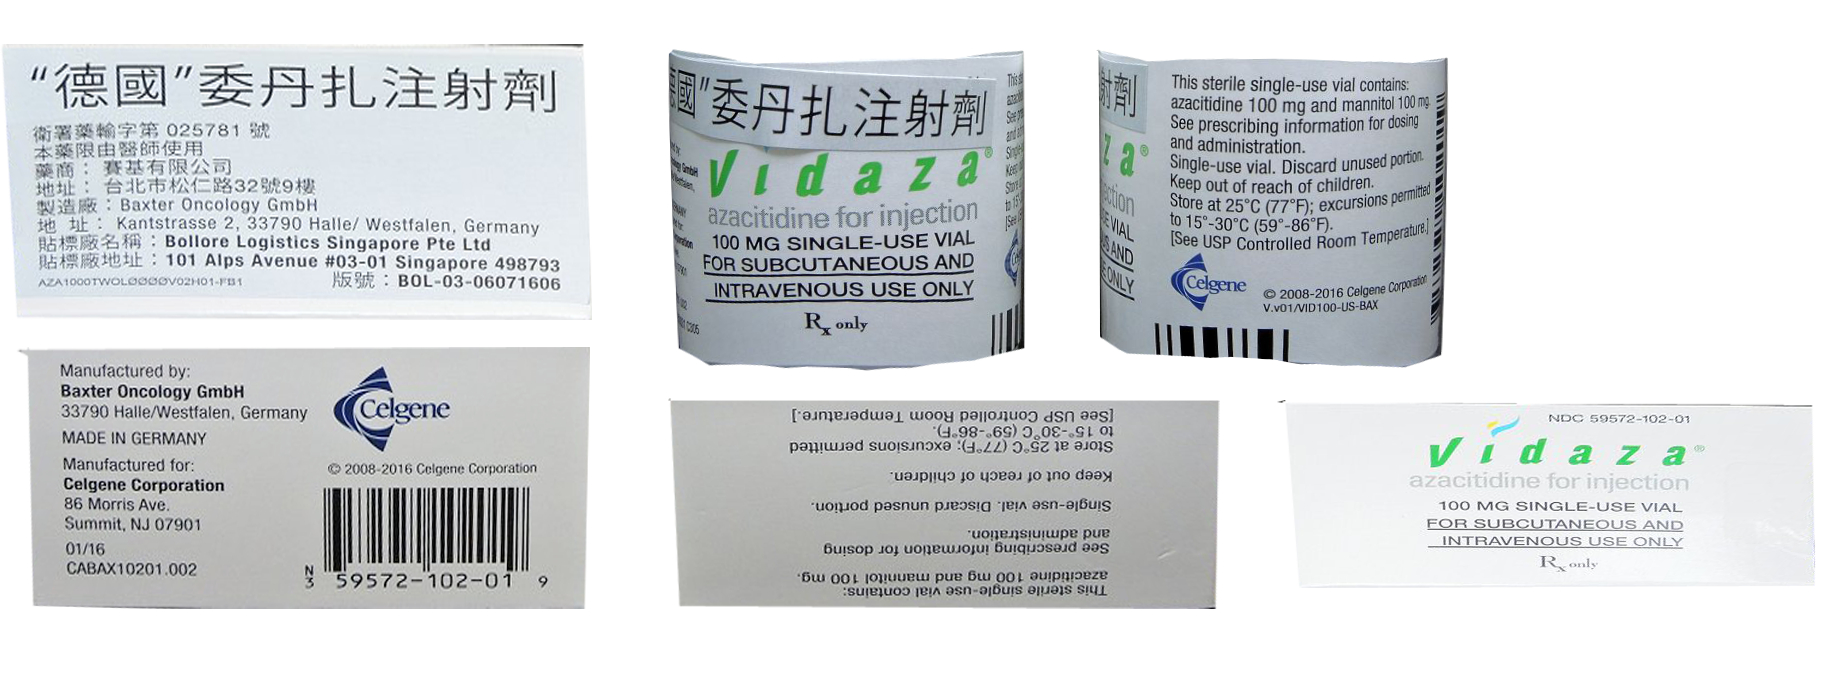 “德國”委丹扎注射劑
衛署藥輸字第 025781 號
本藥限由醫師使用
藥商：賽基有限公司
地址：台北市松仁路32號9樓
製造廠：Baxter Oncology GmbH
地 址：Kantstrasse 2, 33790 Halle/ Westfalen, Germany
貼標廠名稱：Bollore Logistics Singapore Pte Ltd
貼標廠地址：101 Alps Avenue #03-01 Singapore 498793
AZA1000TWOLØØØØV02H01-FB1 版號：BOL-03-06071606
Manufactured by:
Baxter Oncology GmbH
33790 Halle/Westfalen, Germany
MADE IN GERMANY
Manufactured for:
Celgene Corporation
86 Morris Ave.
Summit, NJ 07901
01/16
CABAX10201.002
Celgene
© 2008-2016 Celgene Corporation
N3 59572-102-01 9
國”委丹扎注射劑
Vidaza®
azacitidine for injection
100 MG SINGLE-USE VIAL
FOR SUBCUTANEOUS AND
INTRAVENOUS USE ONLY
Rx only
射劑
za®
This sterile single-use vial contains:
azacitidine 100 mg and mannitol 100 mg.
See prescribing information for dosing
and administration.
Single-use vial. Discard unused portion.
Keep out of reach of children.
Store at 25°C (77°F); excursions permitted
to 15°-30°C (59°-86°F).
[See USP Controlled Room Temperature.]
Celgene
© 2008-2016 Celgene Corporation
V.v01/VID100-US-BAX
This sterile single-use vial contains:
azacitidine 100 mg and mannitol 100 mg.
See prescribing information for dosing
and administration.
Single-use vial. Discard unused portion.
Keep out of reach of children.
Store at 25°C (77°F); excursions permitted
to 15°-30°C (59°-86°F).
[See USP Controlled Room Temperature.]
NDC 59572-102-01
Vidaza®
azacitidine for injection
100 MG SINGLE-USE VIAL
FOR SUBCUTANEOUS AND
INTRAVENOUS USE ONLY
Rx only